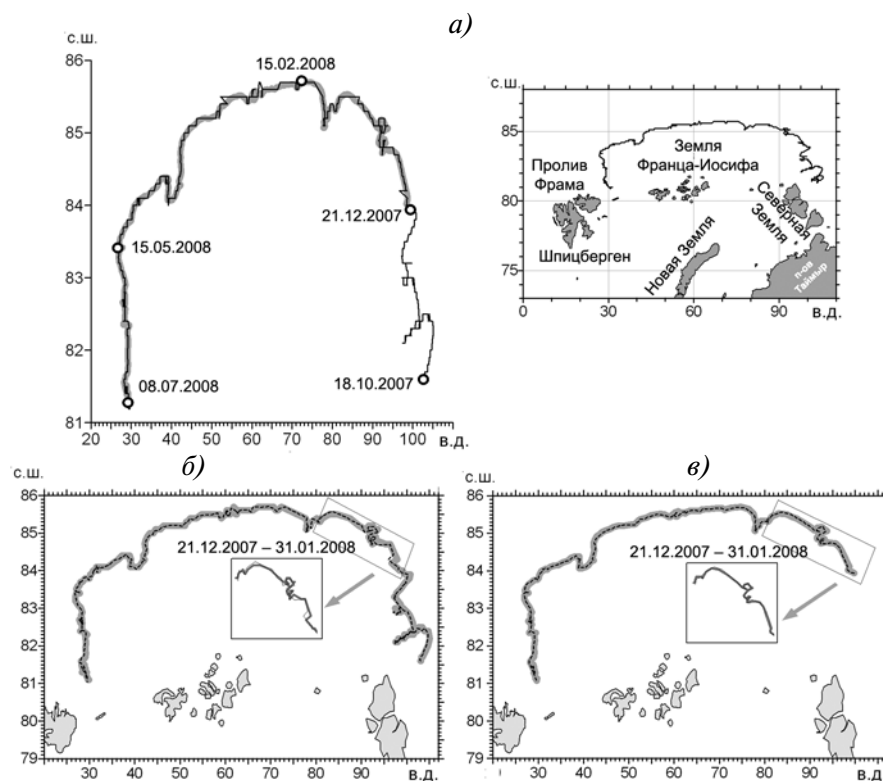 а)
с.ш.
86
85
84
83
82
81
20 30 40 50 60 70 80 90 100
в.д.
15.02.2008
21.12.2007
15.05.2008
08.07.2008
18.10.2007
с.ш.
85
80
75
0 30 60 90
в.д.
Земля
Франца-Иосифа
Пролив
Фрама
Северная
Земля
Шпицберген
Новая Земля
п-ов
Таймыр
б)
с.ш.
86
85
84
83
82
81
80
79
30 40 50 60 70 80 90 100
в.д.
21.12.2007 – 31.01.2008
в)
с.ш.
86
85
84
83
82
81
80
79
30 40 50 60 70 80 90
в.д.
21.12.2007 – 31.01.2008